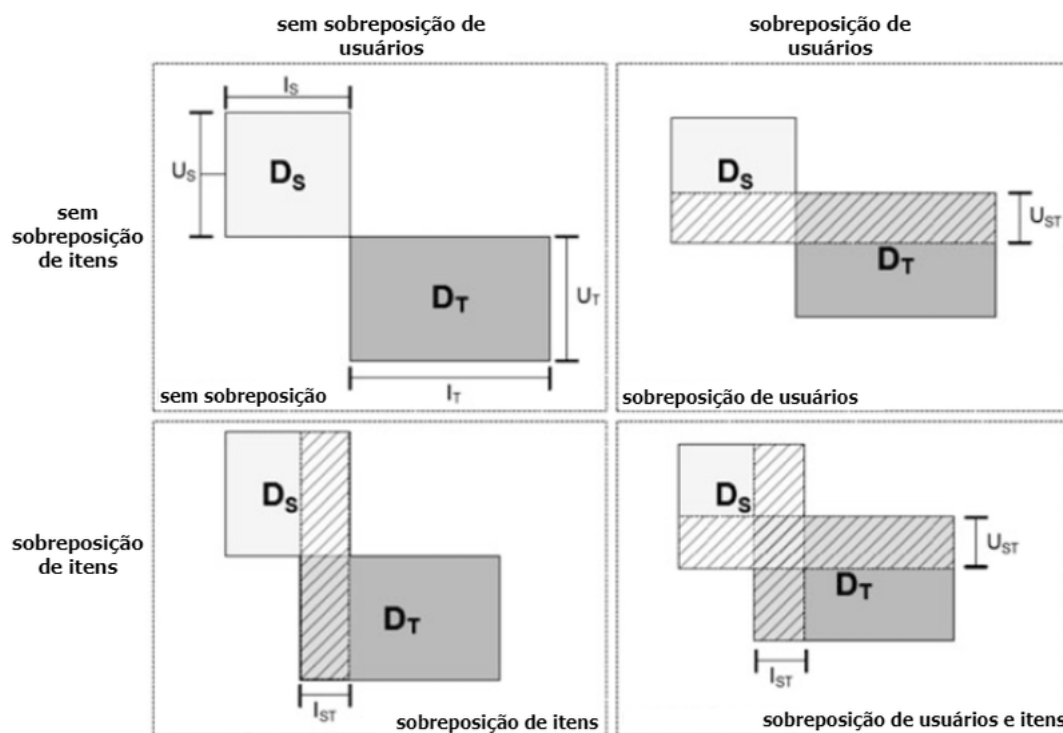 sem sobreposição de
usuários
sobreposição de
usuários
sem
sobreposição
de itens
I_S
U_S
D_S
D_T
U_T
I_T
sem sobreposição
D_S
U_ST
D_T
sobreposição de usuários
sobreposição
de itens
D_S
D_T
I_ST
sobreposição de itens
D_S
U_ST
D_T
I_ST
sobreposição de usuários e itens